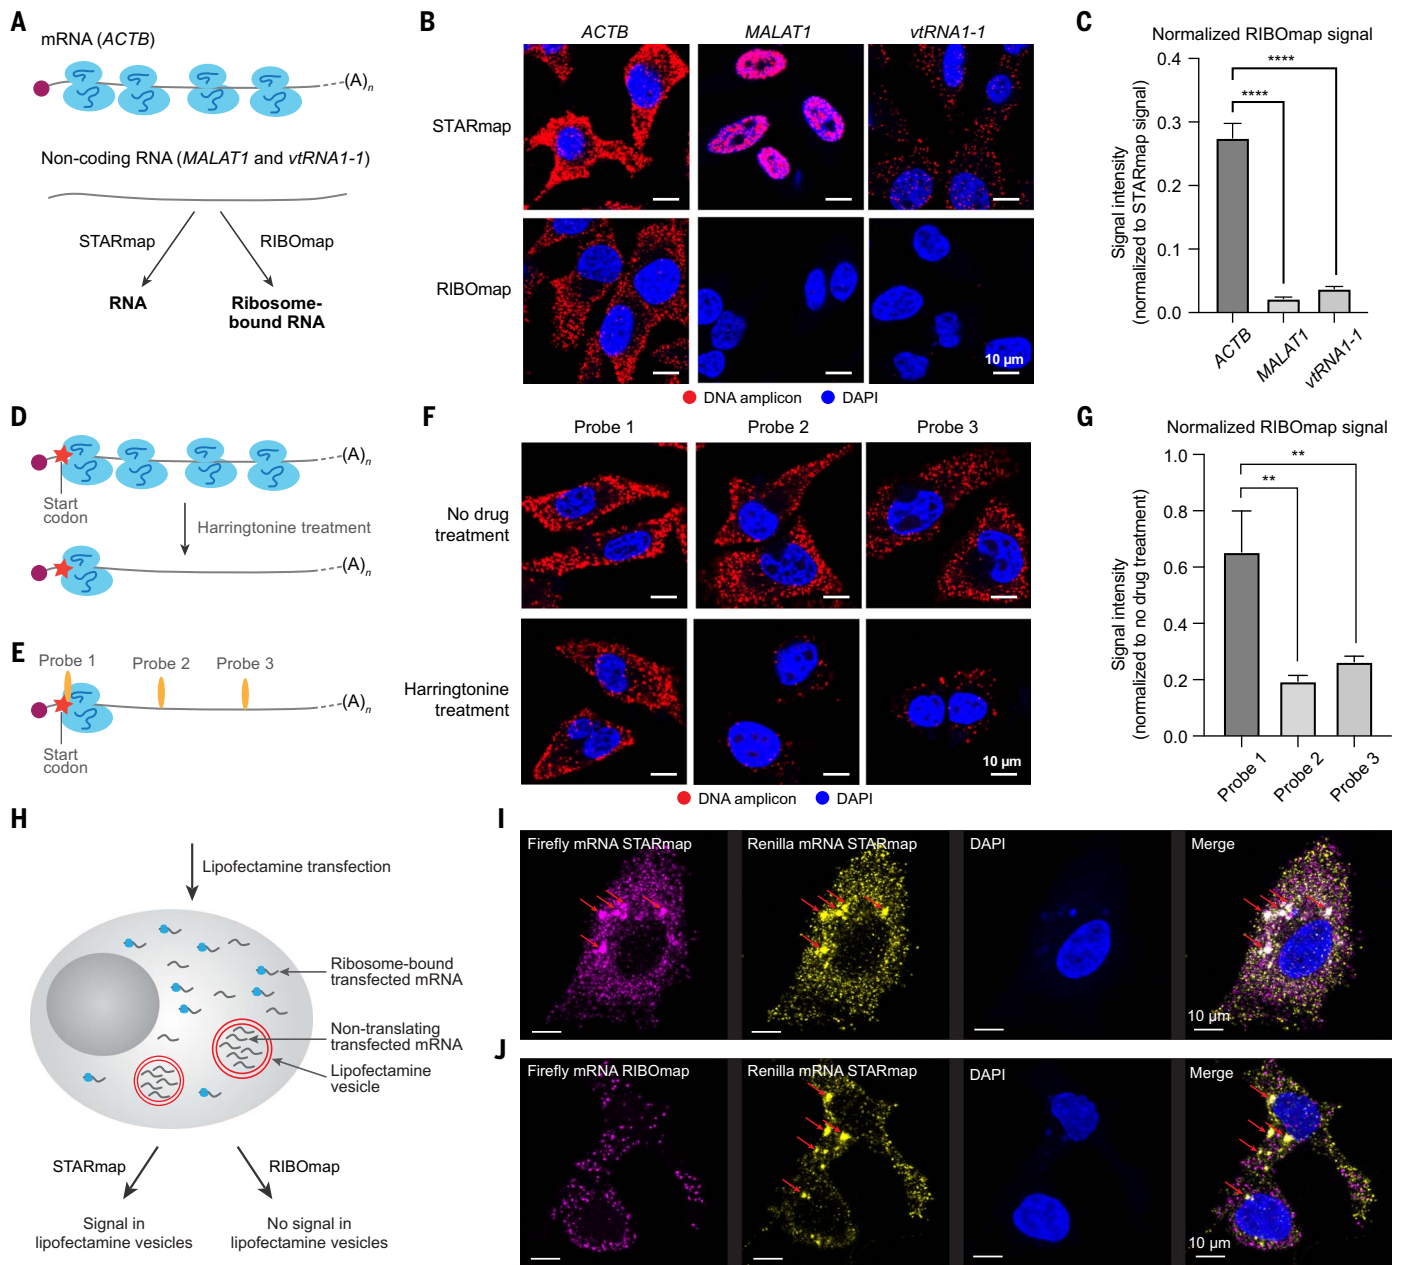 A
mRNA (ACTB)
(A)n
Non-coding RNA (MALAT1 and vtRNA1-1)
STARmap
RIBOmap
RNA
Ribosome-
bound RNA
B
ACTB
MALAT1
vtRNA1-1
STARmap
RIBOmap
10 µm
DNA amplicon
DAPI
C
Normalized RIBOmap signal
Signal intensity
(normalized to STARmap signal)
0.4
0.3
0.2
0.1
0.0
****
****
ACTB
MALAT1
vtRNA1-1
D
(A)n
Start
codon
Harringtonine treatment
(A)n
E
Probe 1
Probe 2
Probe 3
(A)n
Start
codon
F
Probe 1
Probe 2
Probe 3
No drug
treatment
Harringtonine
treatment
10 µm
DNA amplicon
DAPI
G
Normalized RIBOmap signal
Signal intensity
(normalized to no drug treatment)
1.0
0.8
0.6
0.4
0.2
0.0
**
**
Probe 1
Probe 2
Probe 3
H
Lipofectamine transfection
Ribosome-bound
transfected mRNA
Non-translating
transfected mRNA
Lipofectamine
vesicle
STARmap
RIBOmap
Signal in
lipofectamine vesicles
No signal in
lipofectamine vesicles
I
Firefly mRNA STARmap
Renilla mRNA STARmap
DAPI
Merge
10 µm
J
Firefly mRNA RIBOmap
Renilla mRNA STARmap
DAPI
Merge
10 µm